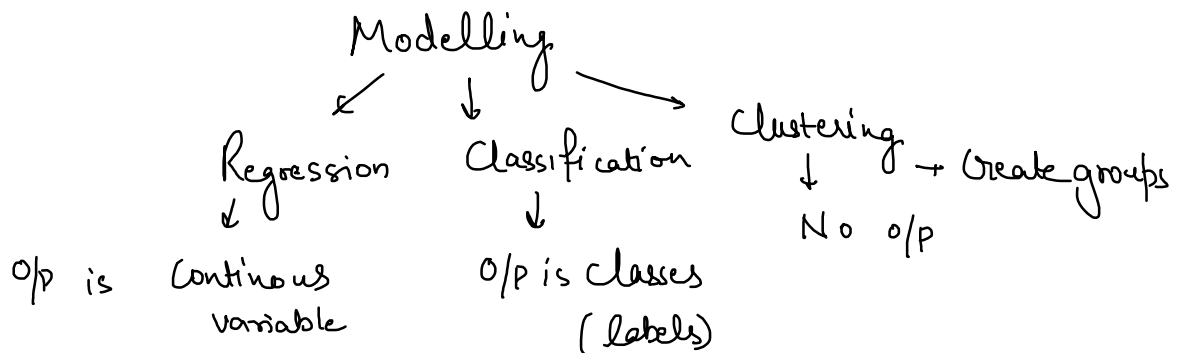 Modelling
Regression
Classification
Clustering → Create groups
O/P is Continous
variable
O/P is Classes
(labels)
No O/P